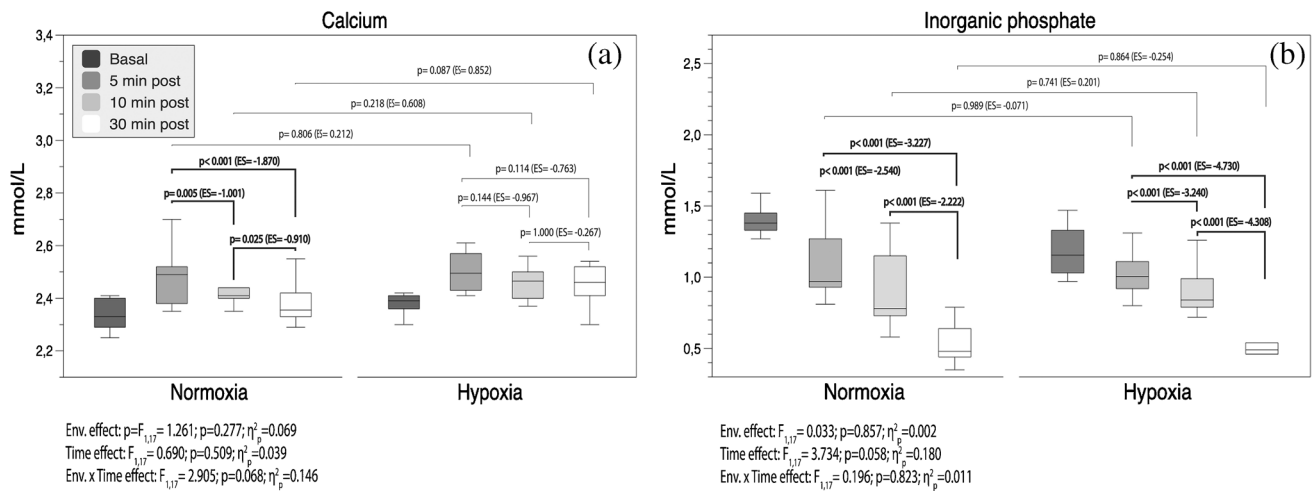 Calcium
(a)
3,4
3,2
3,0
2,8
2,6
2,4
2,2
mmol/L
Basal
5 min post
10 min post
30 min post
p= 0.087 (ES= 0.852)
p= 0.218 (ES= 0.608)
p= 0.806 (ES= 0.212)
p< 0.001 (ES= -1.870)
p= 0.005 (ES= -1.001)
p= 0.025 (ES= -0.910)
p= 0.114 (ES= -0.763)
p= 0.144 (ES= -0.967)
p= 1.000 (ES= -0.267)
Normoxia
Hypoxia
Env. effect: p=F1,17= 1.261; p=0.277; η²p=0.069
Time effect: F1,17= 0.690; p=0.509; η²p=0.039
Env. x Time effect: F1,17= 2.905; p=0.068; η²p=0.146
Inorganic phosphate
(b)
2,5
2,0
1,5
1,0
0,5
mmol/L
p= 0.864 (ES= -0.254)
p= 0.741 (ES= 0.201)
p= 0.989 (ES= -0.071)
p< 0.001 (ES= -3.227)
p< 0.001 (ES= -2.540)
p< 0.001 (ES= -2.222)
p< 0.001 (ES= -4.730)
p< 0.001 (ES= -3.240)
p< 0.001 (ES= -4.308)
Normoxia
Hypoxia
Env. effect: F1,17= 0.033; p=0.857; η²p=0.002
Time effect: F1,17= 3.734; p=0.058; η²p=0.180
Env. x Time effect: F1,17= 0.196; p=0.823; η²p=0.011